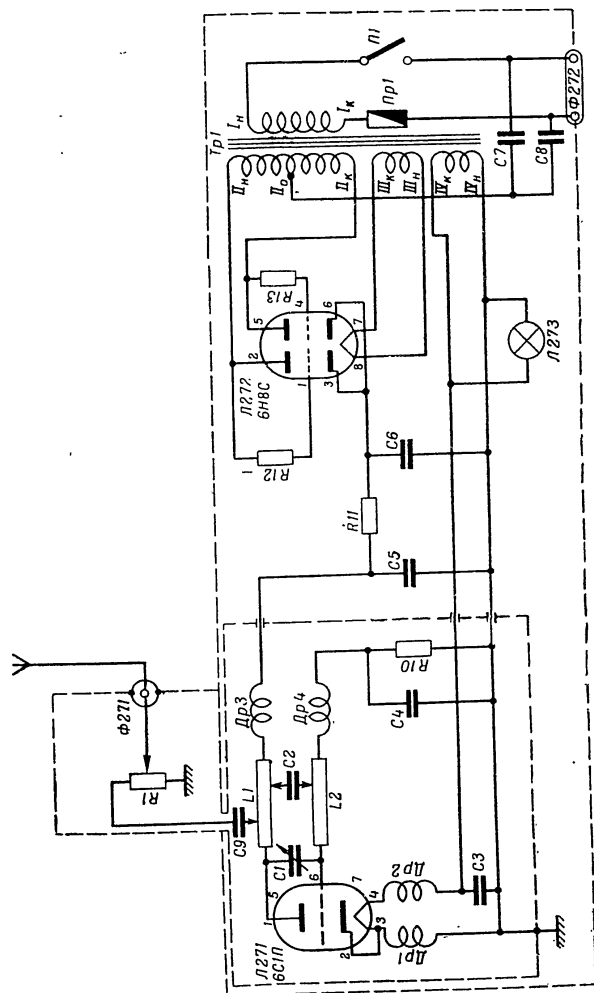 Ф271
R1
C9
Л271
6С1П
1
5
C1
6
L1
C2
L2
2
3
4
7
Др1
Др2
C3
Др3
Др4
C4
R10
C5
R11
C6
R12
Л272
6Н8С
1
2
5
4
R13
3
8
7
6
Л273
Тр1
IIн
IIо
IIк
IIIк
IIIн
IVк
IVн
Iн
Iк
Пр1
П1
C7
C8
Ф272